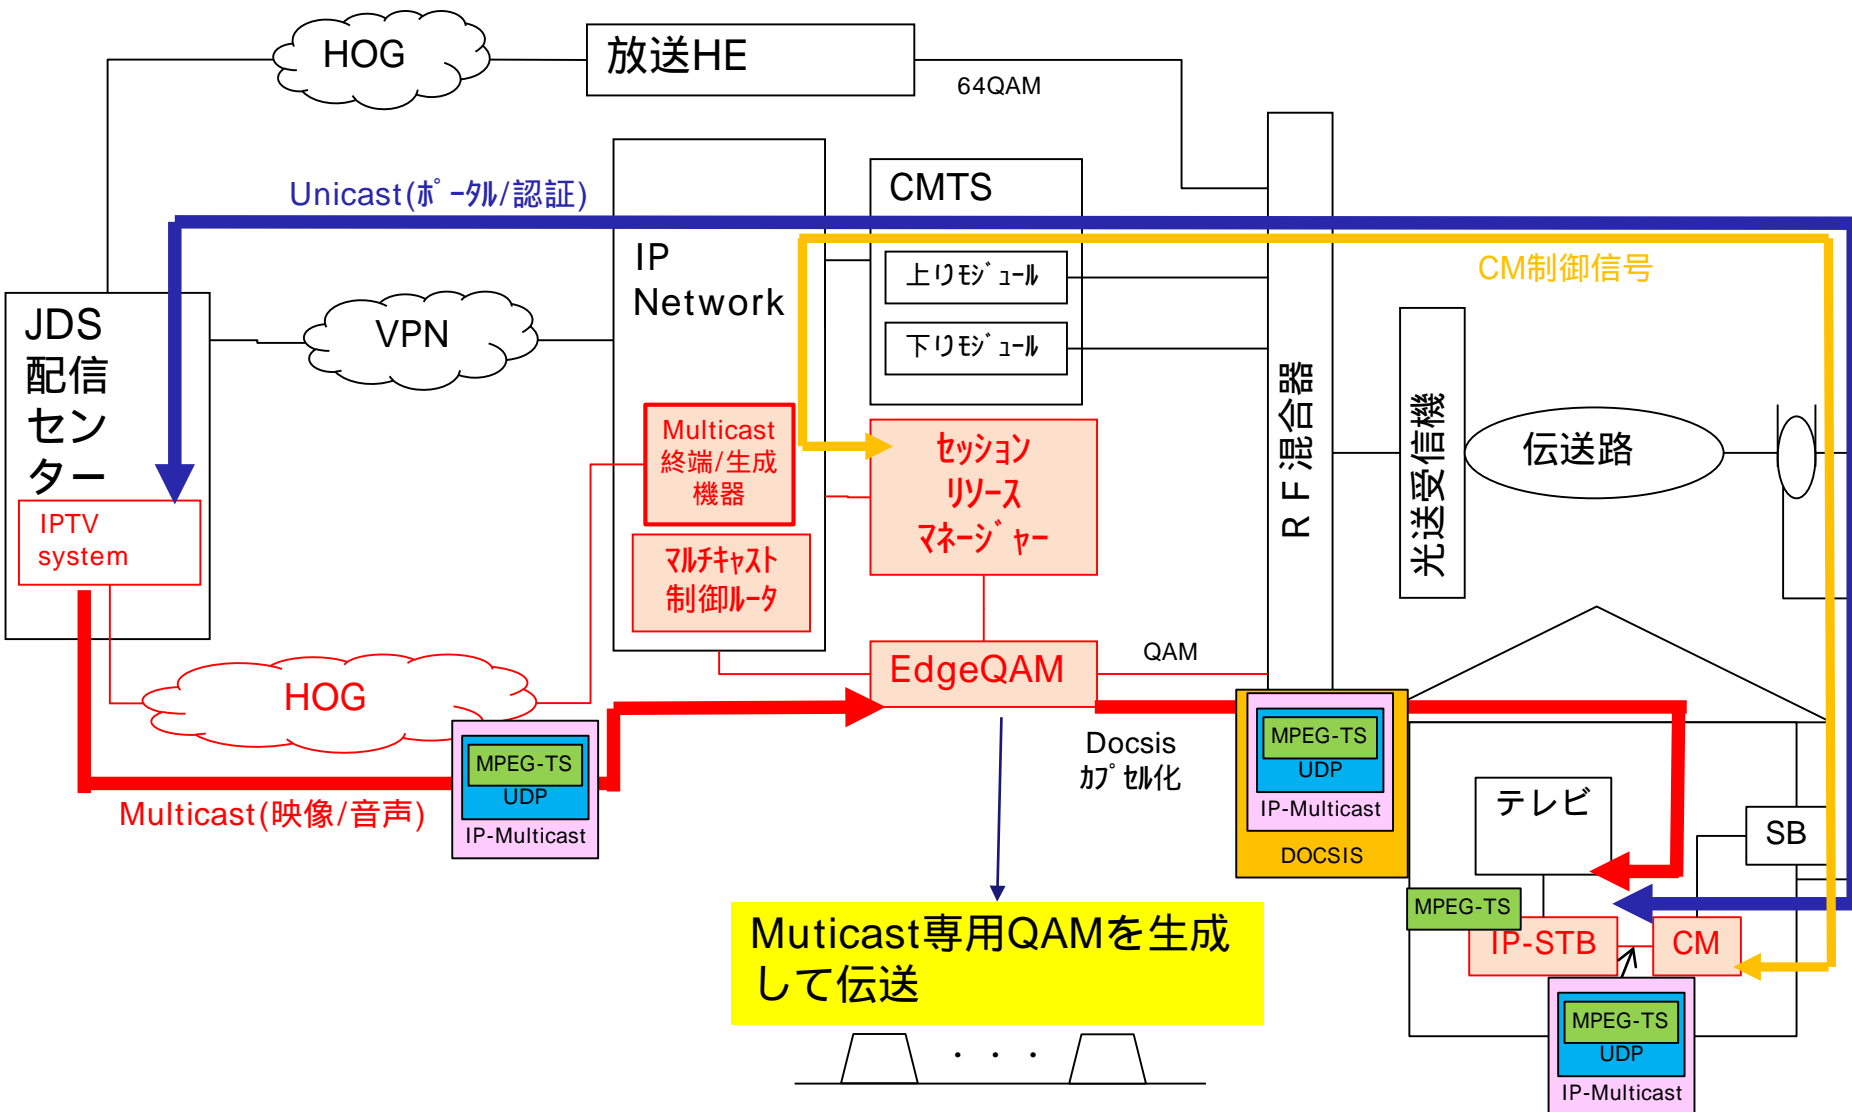 HOG
放送HE
64QAM
Unicast(ﾎﾟｰﾀﾙ/認証)
CMTS
IP
Network
上りﾓｼﾞｭｰﾙ
下りﾓｼﾞｭｰﾙ
CM制御信号
JDS
配信
セン
ター
VPN
IPTV
system
Multicast
終端/生成
機器
ﾏﾙﾁｷｬｽﾄ
制御ﾙｰﾀ
ｾｯｼｮﾝ
ﾘｿｰｽ
ﾏﾈｰｼﾞｬｰ
ＲＦ混合器
光送受信機
伝送路
HOG
EdgeQAM
QAM
MPEG-TS
UDP
IP-Multicast
Multicast(映像/音声)
Docsis
ｶﾌﾟｾﾙ化
MPEG-TS
UDP
IP-Multicast
DOCSIS
テレビ
SB
MPEG-TS
IP-STB
CM
MPEG-TS
UDP
IP-Multicast
Muticast専用QAMを生成
して伝送
・・・